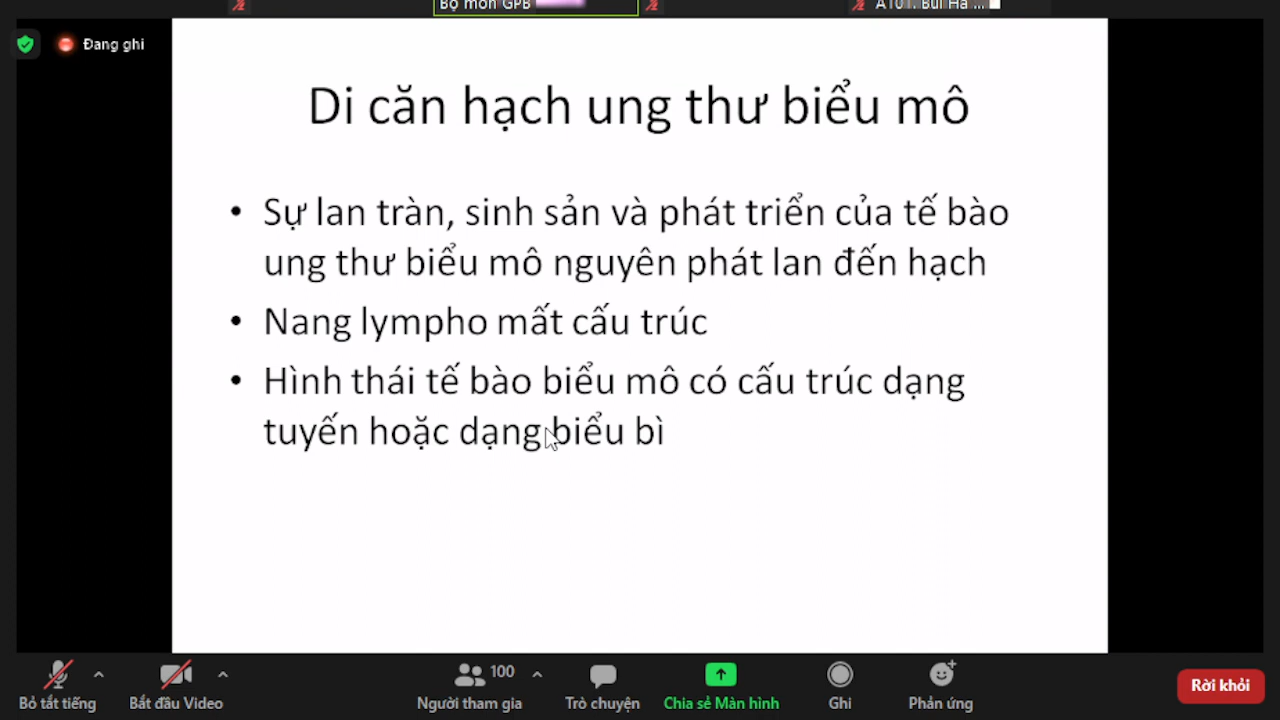 Bộ môn GPB
A101. Bùi Hà ...
Đang ghi
Di căn hạch ung thư biểu mô
• Sự lan tràn, sinh sản và phát triển của tế bào
ung thư biểu mô nguyên phát lan đến hạch
• Nang lympho mất cấu trúc
• Hình thái tế bào biểu mô có cấu trúc dạng
tuyến hoặc dạng biểu bì
100
Bỏ tắt tiếng
Bắt đầu Video
Người tham gia
Trò chuyện
Chia sẻ Màn hình
Ghi
Phản ứng
Rời khỏi